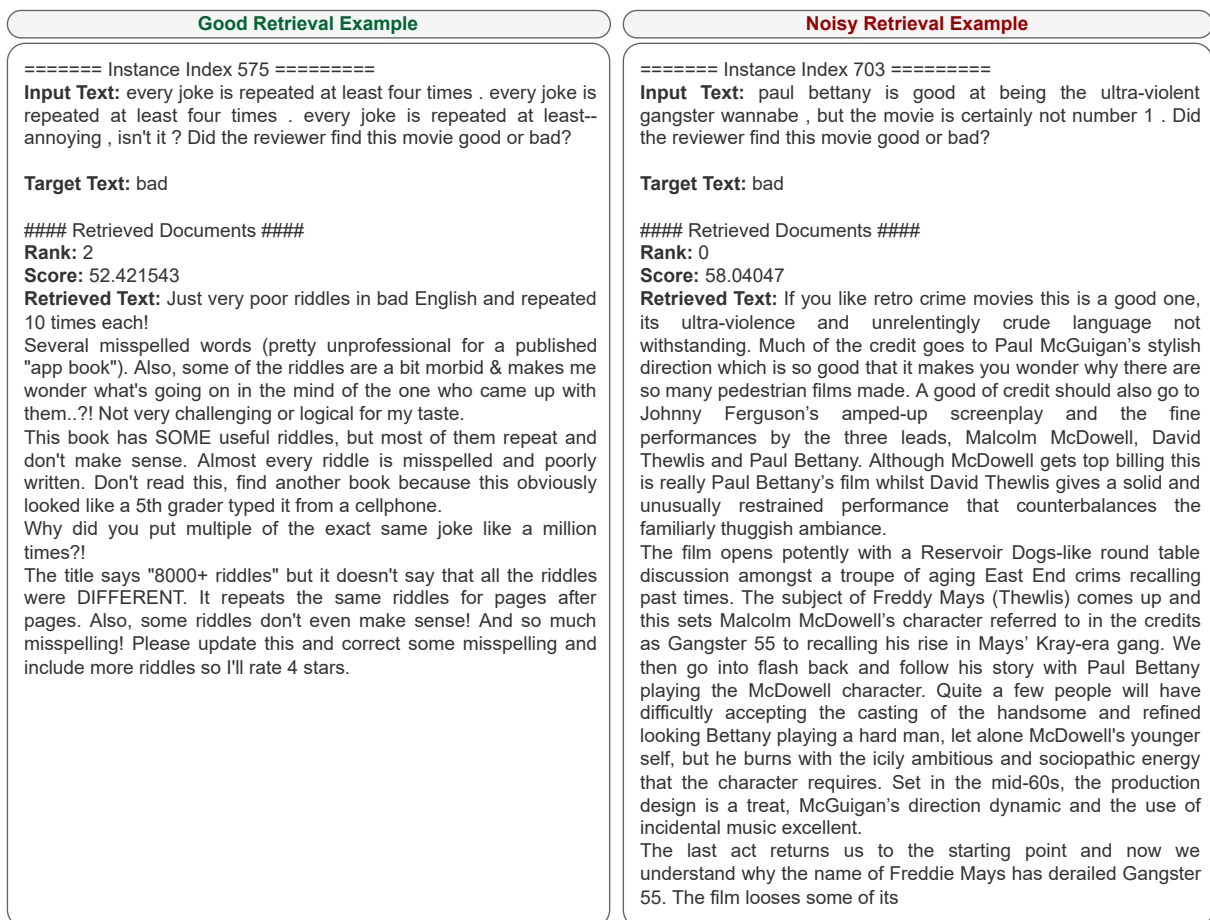 Good Retrieval Example
======= Instance Index 575 =========
Input Text: every joke is repeated at least four times . every joke is
repeated at least four times . every joke is repeated at least--
annoying , isn't it ? Did the reviewer find this movie good or bad?
Target Text: bad
#### Retrieved Documents ####
Rank: 2
Score: 52.421543
Retrieved Text: Just very poor riddles in bad English and repeated
10 times each!
Several misspelled words (pretty unprofessional for a published
"app book"). Also, some of the riddles are a bit morbid & makes me
wonder what's going on in the mind of the one who came up with
them..?! Not very challenging or logical for my taste.
This book has SOME useful riddles, but most of them repeat and
don't make sense. Almost every riddle is misspelled and poorly
written. Don't read this, find another book because this obviously
looked like a 5th grader typed it from a cellphone.
Why did you put multiple of the exact same joke like a million
times?!
The title says "8000+ riddles" but it doesn't say that all the riddles
were DIFFERENT. It repeats the same riddles for pages after
pages. Also, some riddles don't even make sense! And so much
misspelling! Please update this and correct some misspelling and
include more riddles so I'll rate 4 stars.
Noisy Retrieval Example
======= Instance Index 703 =========
Input Text: paul bettany is good at being the ultra-violent
gangster wannabe , but the movie is certainly not number 1 . Did
the reviewer find this movie good or bad?
Target Text: bad
#### Retrieved Documents ####
Rank: 0
Score: 58.04047
Retrieved Text: If you like retro crime movies this is a good one,
its ultra-violence and unrelentingly crude language not
withstanding. Much of the credit goes to Paul McGuigan's stylish
direction which is so good that it makes you wonder why there are
so many pedestrian films made. A good of credit should also go to
Johnny Ferguson's amped-up screenplay and the fine
performances by the three leads, Malcolm McDowell, David
Thewlis and Paul Bettany. Although McDowell gets top billing this
is really Paul Bettany's film whilst David Thewlis gives a solid and
unusually restrained performance that counterbalances the
familiarly thuggish ambiance.
The film opens potently with a Reservoir Dogs-like round table
discussion amongst a troupe of aging East End crims recalling
past times. The subject of Freddy Mays (Thewlis) comes up and
this sets Malcolm McDowell's character referred to in the credits
as Gangster 55 to recalling his rise in Mays' Kray-era gang. We
then go into flash back and follow his story with Paul Bettany
playing the McDowell character. Quite a few people will have
difficultly accepting the casting of the handsome and refined
looking Bettany playing a hard man, let alone McDowell's younger
self, but he burns with the icily ambitious and sociopathic energy
that the character requires. Set in the mid-60s, the production
design is a treat, McGuigan's direction dynamic and the use of
incidental music excellent.
The last act returns us to the starting point and now we
understand why the name of Freddie Mays has derailed Gangster
55. The film looses some of its